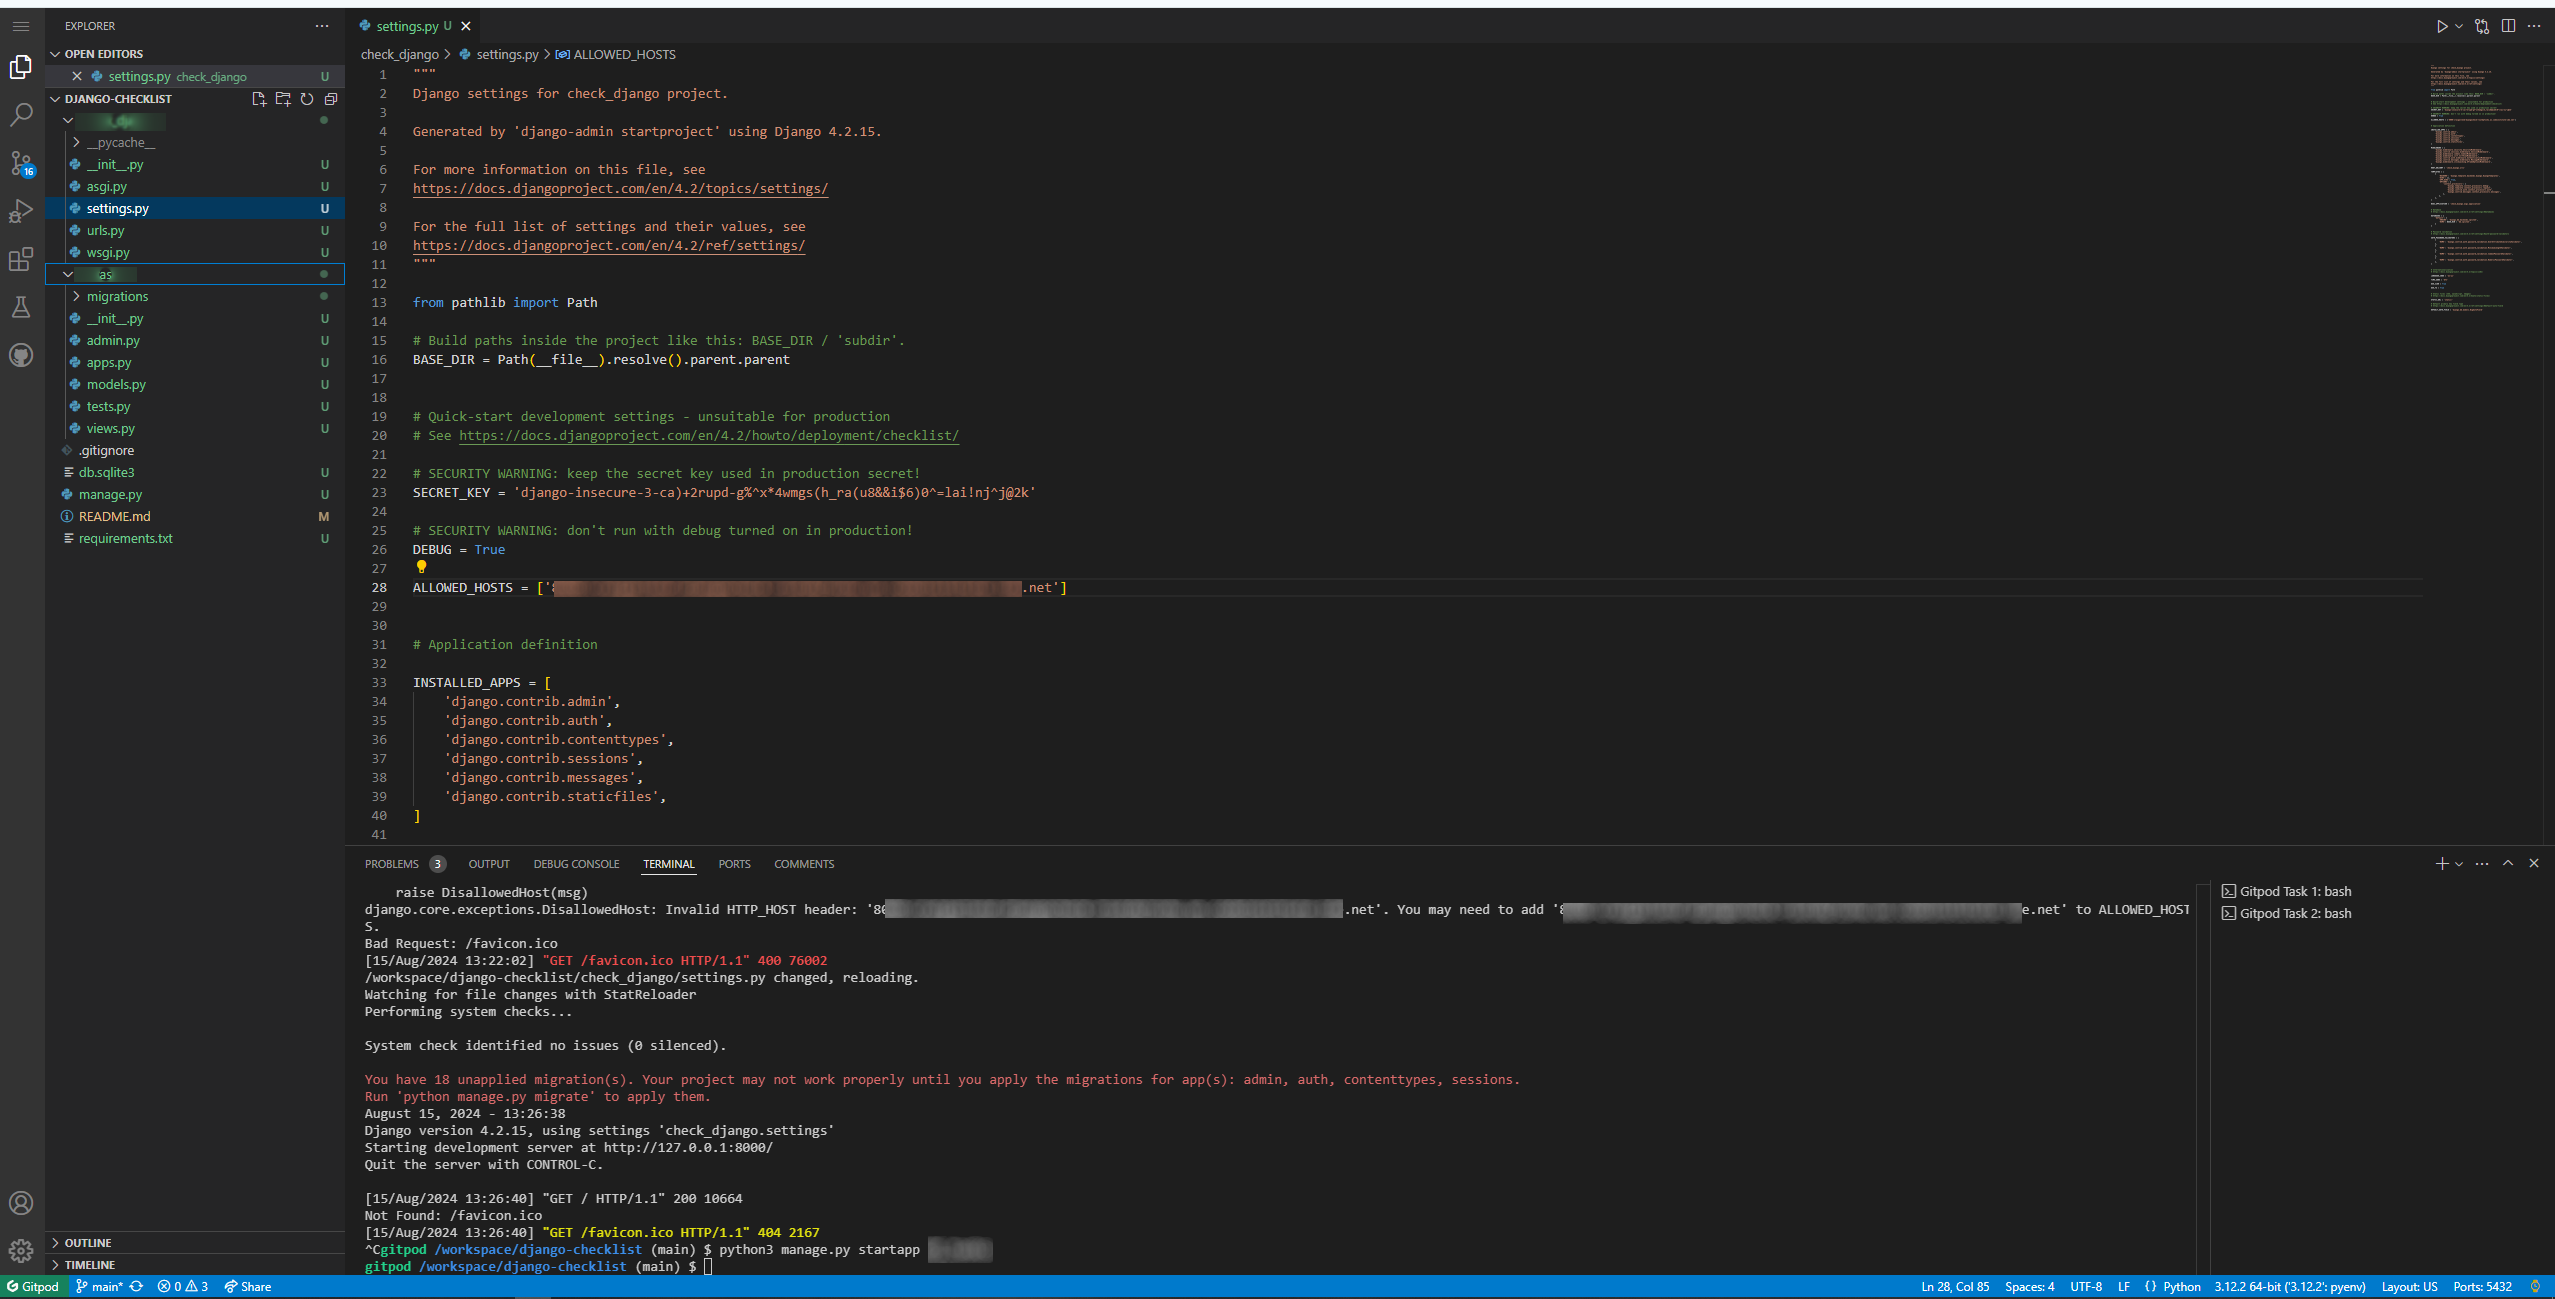 EXPLORER
OPEN EDITORS
settings.py check_django U
DJANGO-CHECKLIST
__pycache__
__init__.py U
asgi.py U
settings.py U
urls.py U
wsgi.py U
as
migrations
__init__.py U
admin.py U
apps.py U
models.py U
tests.py U
views.py U
.gitignore
db.sqlite3 U
manage.py U
README.md M
requirements.txt U
OUTLINE
TIMELINE
16
settings.py U
check_django > settings.py > ALLOWED_HOSTS
1 """
2 Django settings for check_django project.
3
4 Generated by 'django-admin startproject' using Django 4.2.15.
5
6 For more information on this file, see
7 https://docs.djangoproject.com/en/4.2/topics/settings/
8
9 For the full list of settings and their values, see
10 https://docs.djangoproject.com/en/4.2/ref/settings/
11 """
12
13 from pathlib import Path
14
15 # Build paths inside the project like this: BASE_DIR / 'subdir'.
16 BASE_DIR = Path(__file__).resolve().parent.parent
17
18
19 # Quick-start development settings - unsuitable for production
20 # See https://docs.djangoproject.com/en/4.2/howto/deployment/checklist/
21
22 # SECURITY WARNING: keep the secret key used in production secret!
23 SECRET_KEY = 'django-insecure-3-ca)+2rupd-g%^x*4wmgs(h_ra(u8&&i$6)0^=lai!nj^j@2k'
24
25 # SECURITY WARNING: don't run with debug turned on in production!
26 DEBUG = True
27
28 ALLOWED_HOSTS = [' .net']
29
30
31 # Application definition
32
33 INSTALLED_APPS = [
34 'django.contrib.admin',
35 'django.contrib.auth',
36 'django.contrib.contenttypes',
37 'django.contrib.sessions',
38 'django.contrib.messages',
39 'django.contrib.staticfiles',
40 ]
41
PROBLEMS 3 OUTPUT DEBUG CONSOLE TERMINAL PORTS COMMENTS
raise DisallowedHost(msg)
django.core.exceptions.DisallowedHost: Invalid HTTP_HOST header: '80 .net'. You may need to add ' e.net' to ALLOWED_HOST
S.
Bad Request: /favicon.ico
[15/Aug/2024 13:22:02] "GET /favicon.ico HTTP/1.1" 400 76002
/workspace/django-checklist/check_django/settings.py changed, reloading.
Watching for file changes with StatReloader
Performing system checks...
System check identified no issues (0 silenced).
You have 18 unapplied migration(s). Your project may not work properly until you apply the migrations for app(s): admin, auth, contenttypes, sessions.
Run 'python manage.py migrate' to apply them.
August 15, 2024 - 13:26:38
Django version 4.2.15, using settings 'check_django.settings'
Starting development server at http://127.0.0.1:8000/
Quit the server with CONTROL-C.
[15/Aug/2024 13:26:40] "GET / HTTP/1.1" 200 10664
Not Found: /favicon.ico
[15/Aug/2024 13:26:40] "GET /favicon.ico HTTP/1.1" 404 2167
^Cgitpod /workspace/django-checklist (main) $ python3 manage.py startapp
gitpod /workspace/django-checklist (main) $
Gitpod Task 1: bash
Gitpod Task 2: bash
Gitpod main* 0 3 Share
Ln 28, Col 85 Spaces: 4 UTF-8 LF {} Python 3.12.2 64-bit ('3.12.2': pyenv) Layout: US Ports: 5432